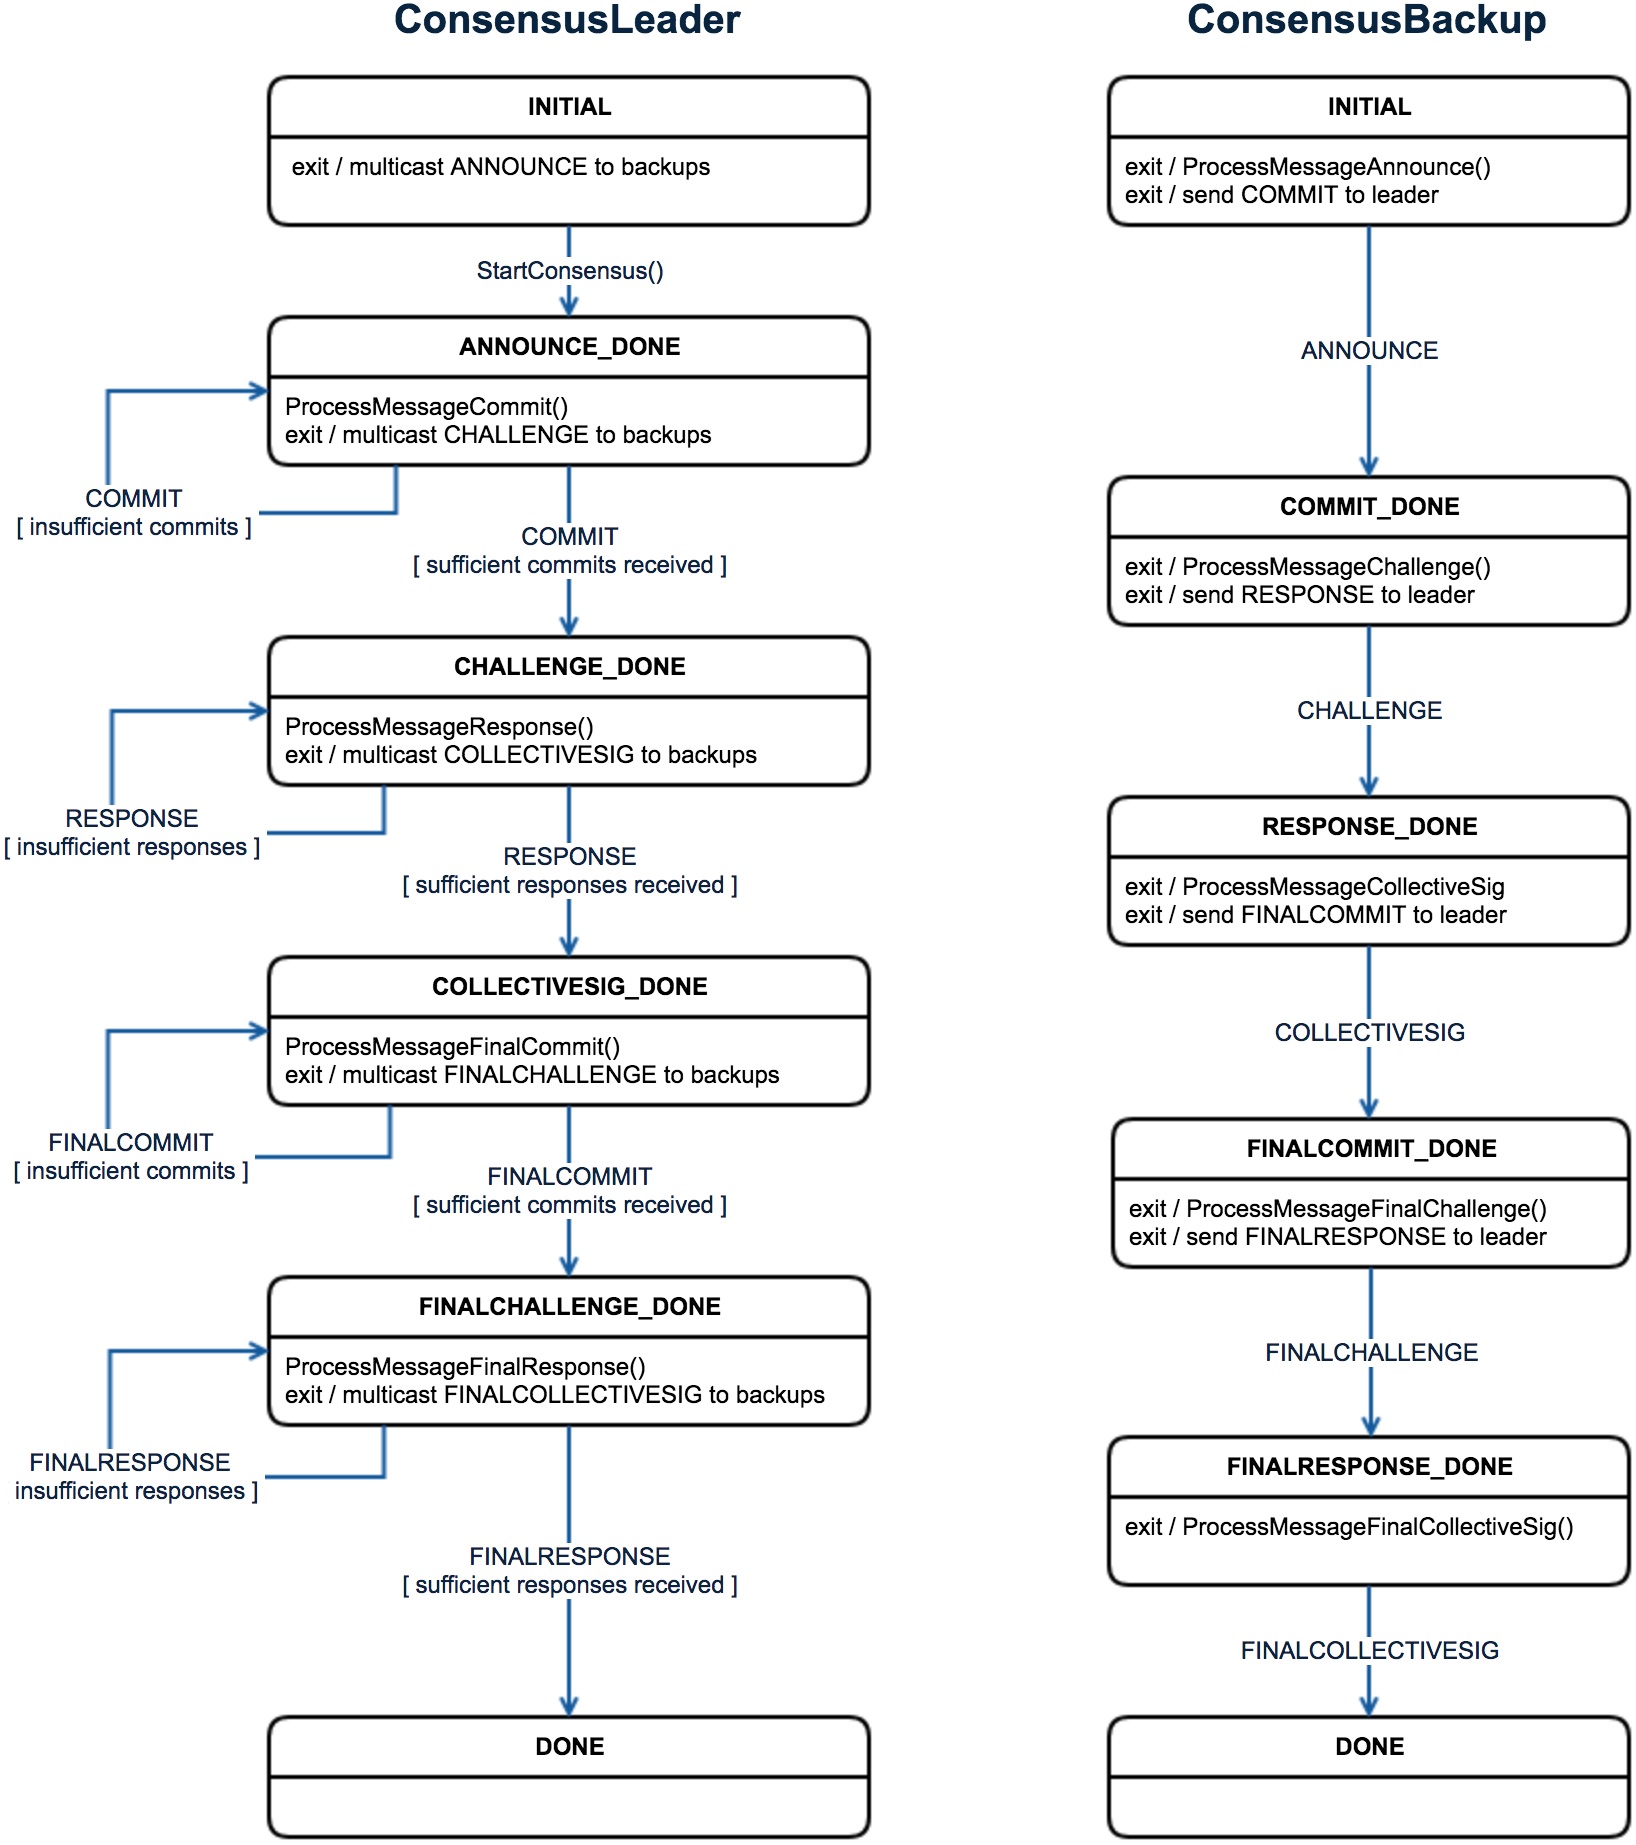 ConsensusLeader
INITIAL
exit / multicast ANNOUNCE to backups
StartConsensus()
ANNOUNCE_DONE
ProcessMessageCommit()
exit / multicast CHALLENGE to backups
COMMIT
[ insufficient commits ]
COMMIT
[ sufficient commits received ]
CHALLENGE_DONE
ProcessMessageResponse()
exit / multicast COLLECTIVESIG to backups
RESPONSE
[ insufficient responses ]
RESPONSE
[ sufficient responses received ]
COLLECTIVESIG_DONE
ProcessMessageFinalCommit()
exit / multicast FINALCHALLENGE to backups
FINALCOMMIT
[ insufficient commits ]
FINALCOMMIT
[ sufficient commits received ]
FINALCHALLENGE_DONE
ProcessMessageFinalResponse()
exit / multicast FINALCOLLECTIVESIG to backups
FINALRESPONSE
insufficient responses ]
FINALRESPONSE
[ sufficient responses received ]
DONE
ConsensusBackup
INITIAL
exit / ProcessMessageAnnounce()
exit / send COMMIT to leader
ANNOUNCE
COMMIT_DONE
exit / ProcessMessageChallenge()
exit / send RESPONSE to leader
CHALLENGE
RESPONSE_DONE
exit / ProcessMessageCollectiveSig
exit / send FINALCOMMIT to leader
COLLECTIVESIG
FINALCOMMIT_DONE
exit / ProcessMessageFinalChallenge()
exit / send FINALRESPONSE to leader
FINALCHALLENGE
FINALRESPONSE_DONE
exit / ProcessMessageFinalCollectiveSig()
FINALCOLLECTIVESIG
DONE